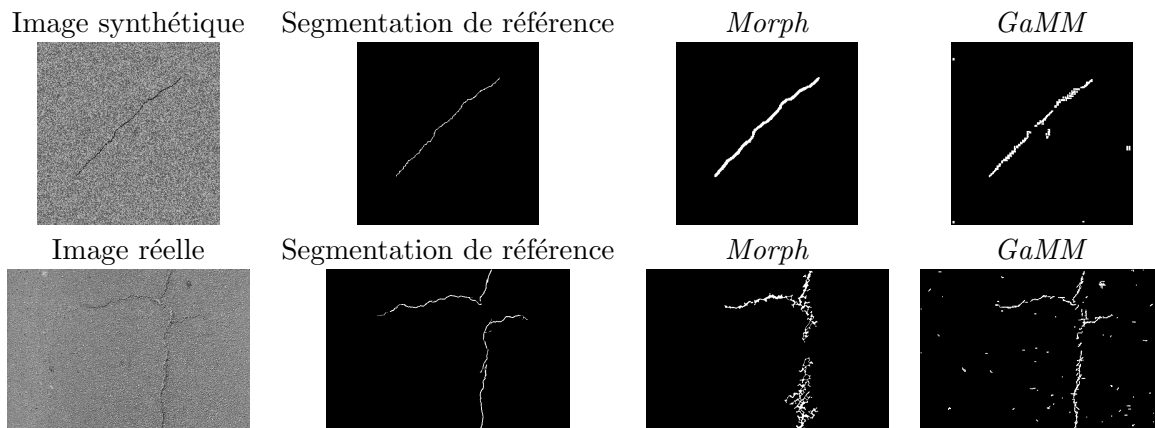 Image synthétique Segmentation de référence Morph GaMM
Image réelle Segmentation de référence Morph GaMM